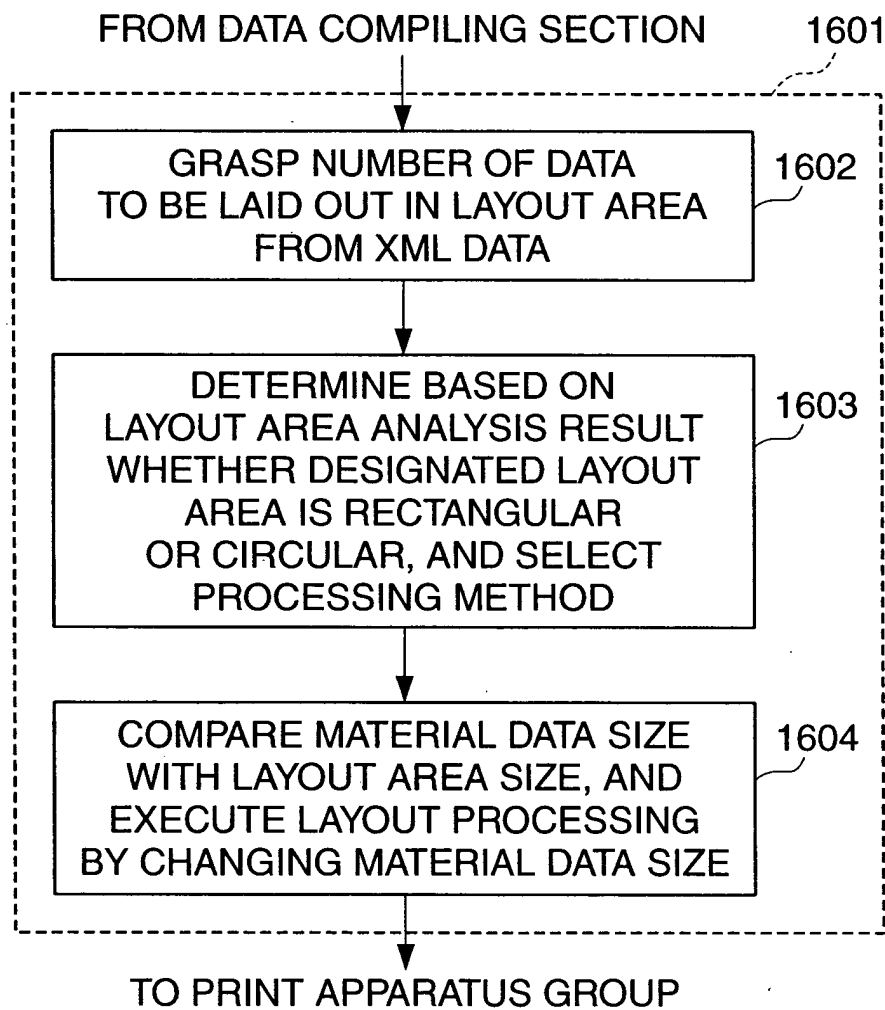 FROM DATA COMPILING SECTION
1601
GRASP NUMBER OF DATA
TO BE LAID OUT IN LAYOUT AREA
FROM XML DATA
1602
DETERMINE BASED ON
LAYOUT AREA ANALYSIS RESULT
WHETHER DESIGNATED LAYOUT
AREA IS RECTANGULAR
OR CIRCULAR, AND SELECT
PROCESSING METHOD
1603
COMPARE MATERIAL DATA SIZE
WITH LAYOUT AREA SIZE, AND
EXECUTE LAYOUT PROCESSING
BY CHANGING MATERIAL DATA SIZE
1604
TO PRINT APPARATUS GROUP